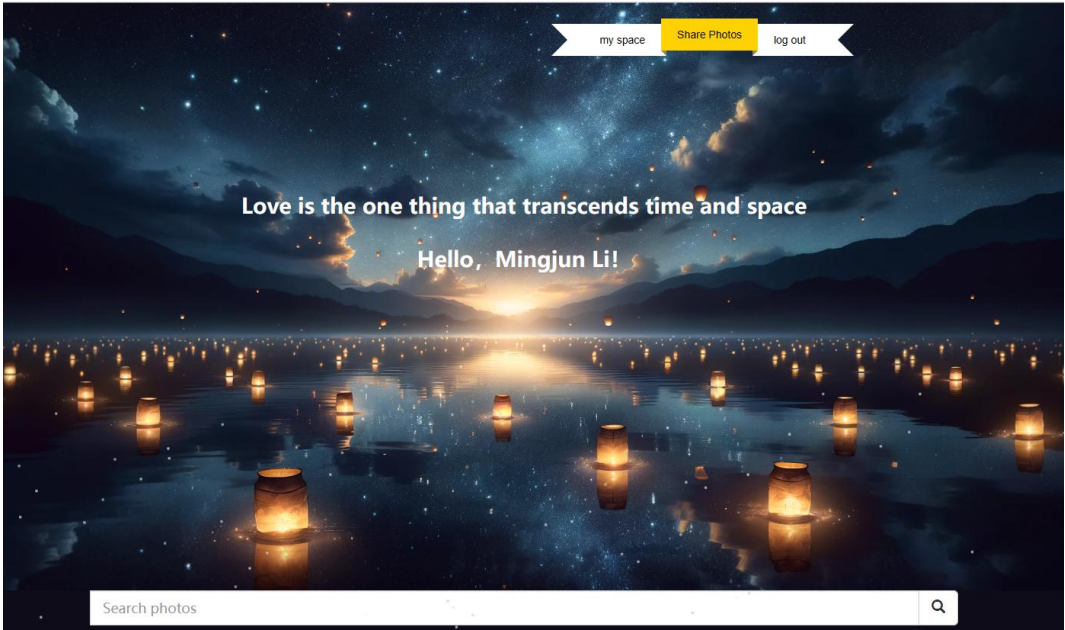 my space Share Photos log out
Love is the one thing that transcends time and space
Hello，Mingjun Li!
Search photos